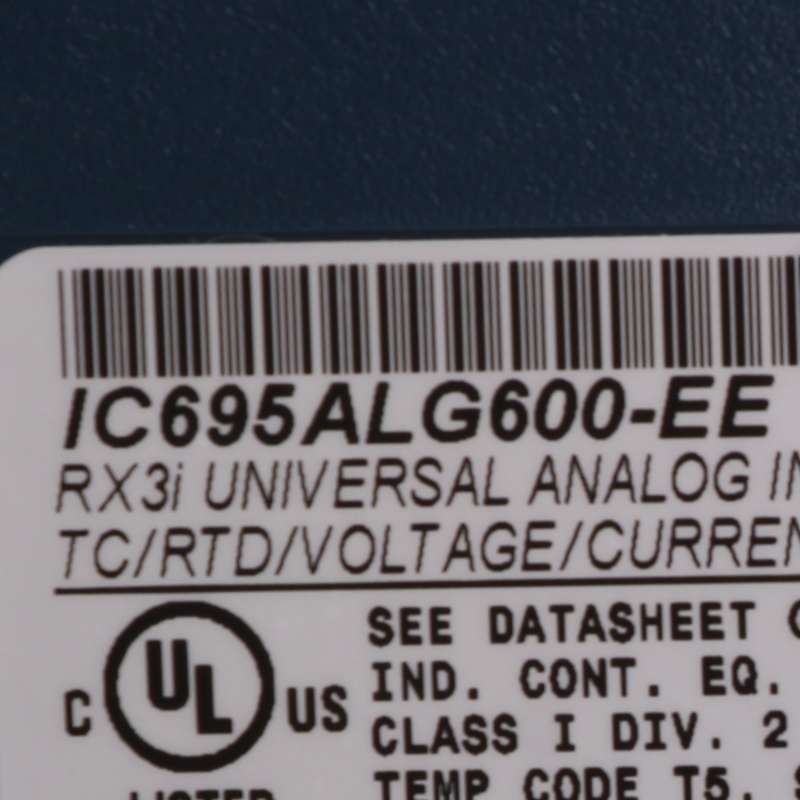 IC695ALG600-EE
RX3i UNIVERSAL ANALOG
TC/RTD/VOLTAGE/
SEE DATASHEET
UL
C US
IND. CONT. EQ.
CLASS I DIV. 2
LISTED
TEMP CODE T5.